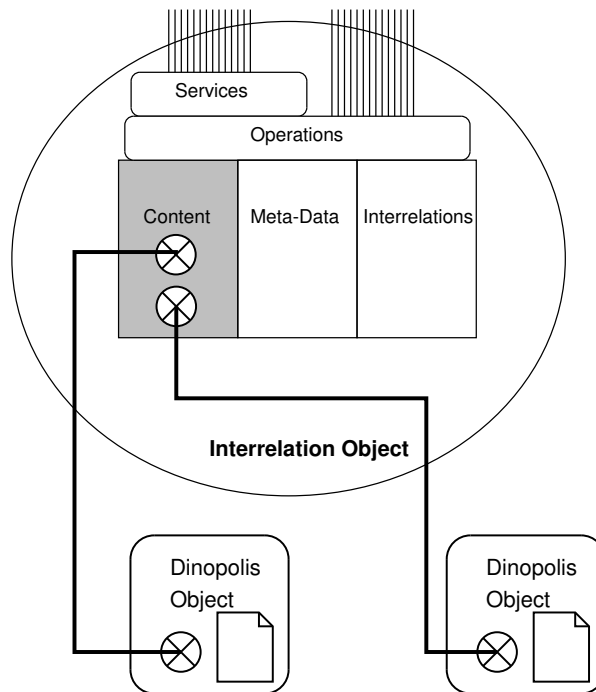 Services
Operations
Content
Meta-Data
Interrelations
Interrelation Object
Dinopolis
Object
Dinopolis
Object